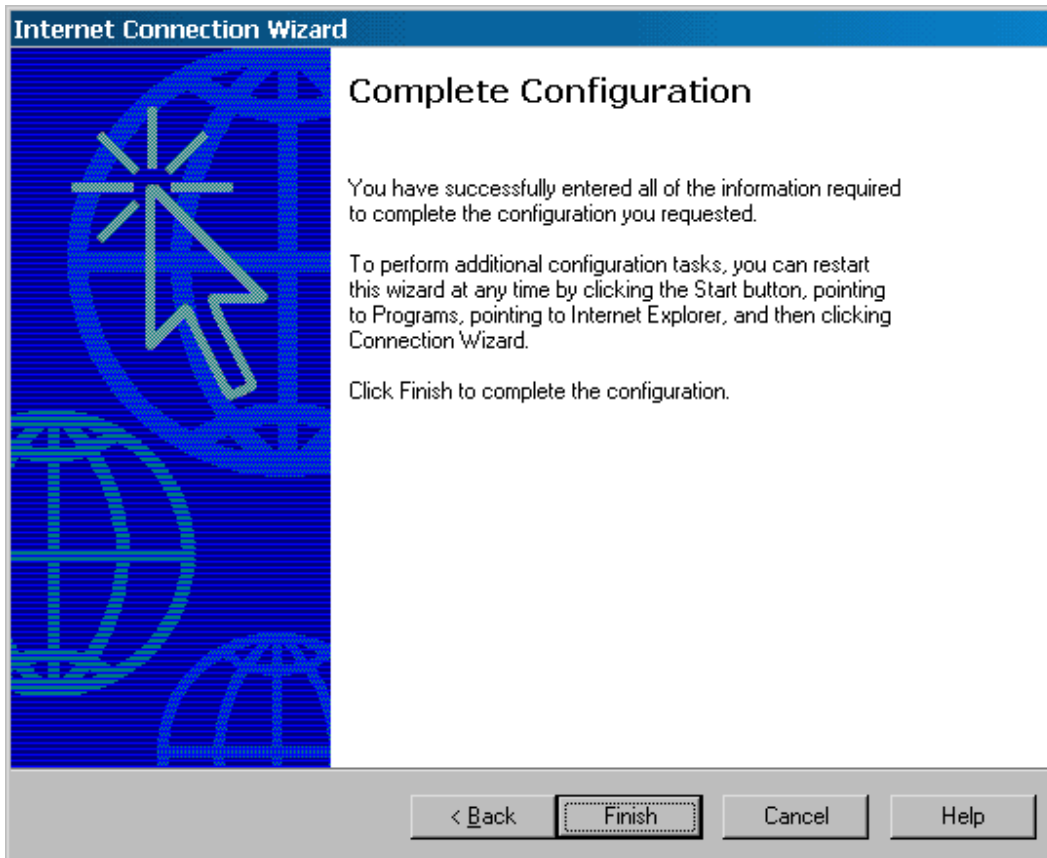 Internet Connection Wizard
Complete Configuration
You have successfully entered all of the information required
to complete the configuration you requested.
To perform additional configuration tasks, you can restart
this wizard at any time by clicking the Start button, pointing
to Programs, pointing to Internet Explorer, and then clicking
Connection Wizard.
Click Finish to complete the configuration.
< Back Finish Cancel Help